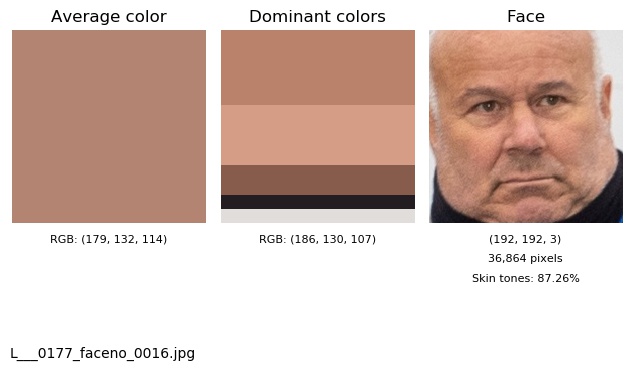 Average color
Dominant colors
Face
RGB: (179, 132, 114)
RGB: (186, 130, 107)
(192, 192, 3)
36,864 pixels
Skin tones: 87.26%
L___0177_faceno_0016.jpg